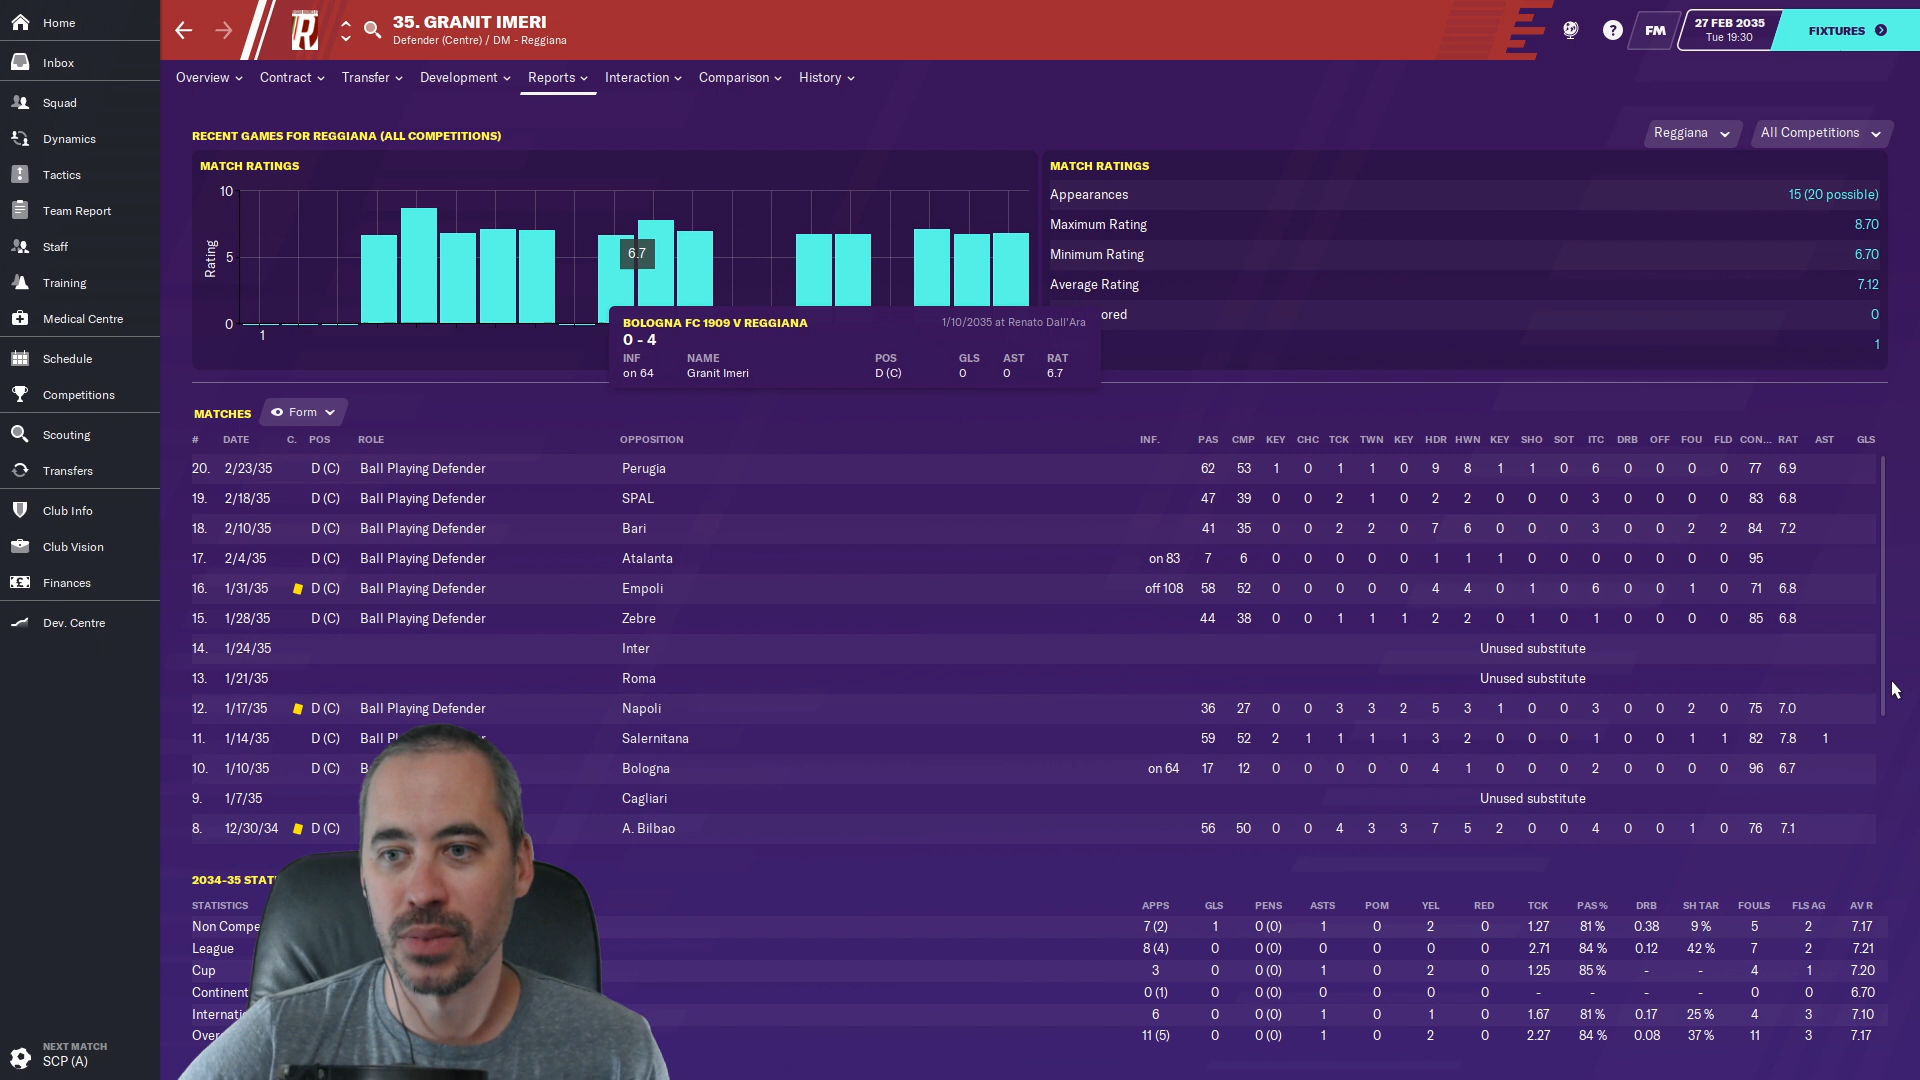 Home
Inbox
Squad
Dynamics
Tactics
Team Report
Staff
Training
Medical Centre
Schedule
Competitions
Scouting
Transfers
Club Info
Club Vision
Finances
Dev. Centre
NEXT MATCH
SCP (A)
R
35. GRANIT IMERI
Defender (Centre) / DM - Reggiana
? FM
27 FEB 2035
Tue 19:30
FIXTURES
Overview Contract Transfer Development Reports Interaction Comparison History
RECENT GAMES FOR REGGIANA (ALL COMPETITIONS)
Reggiana All Competitions
MATCH RATINGS
10
5
0
Rating
1
6.7
MATCH RATINGS
Appearances 15 (20 possible)
Maximum Rating 8.70
Minimum Rating 6.70
Average Rating 7.12
ored 0
1
BOLOGNA FC 1909 V REGGIANA 1/10/2035 at Renato Dall'Ara
0 - 4
INF NAME POS GLS AST RAT
on 64 Granit Imeri D (C) 0 0 6.7
MATCHES Form
# DATE C. POS ROLE OPPOSITION INF. PAS CMP KEY CHC TCK TWN KEY HDR HWN KEY SHO SOT ITC DRB OFF FOU FLD CON... RAT AST GLS
20. 2/23/35 D (C) Ball Playing Defender Perugia 62 53 1 0 1 1 0 9 8 1 1 0 6 0 0 0 0 77 6.9
19. 2/18/35 D (C) Ball Playing Defender SPAL 47 39 0 0 2 1 0 2 2 0 0 0 3 0 0 0 0 83 6.8
18. 2/10/35 D (C) Ball Playing Defender Bari 41 35 0 0 2 2 0 7 6 0 0 0 3 0 0 2 2 84 7.2
17. 2/4/35 D (C) Ball Playing Defender Atalanta on 83 7 6 0 0 0 0 0 1 1 1 0 0 0 0 0 0 0 95
16. 1/31/35 D (C) Ball Playing Defender Empoli off 108 58 52 0 0 0 0 0 4 4 0 1 0 6 0 0 1 0 71 6.8
15. 1/28/35 D (C) Ball Playing Defender Zebre 44 38 0 0 1 1 1 2 2 0 1 0 1 0 0 0 0 85 6.8
14. 1/24/35 Inter Unused substitute
13. 1/21/35 Roma Unused substitute
12. 1/17/35 D (C) Ball Playing Defender Napoli 36 27 0 0 3 3 2 5 3 1 0 0 3 0 0 2 0 75 7.0
11. 1/14/35 D (C) Ball Pl r Salernitana 59 52 2 1 1 1 1 3 2 0 0 0 1 0 0 1 1 82 7.8 1
10. 1/10/35 D (C) B Bologna on 64 17 12 0 0 0 0 0 4 1 0 0 0 2 0 0 0 0 96 6.7
9. 1/7/35 Cagliari Unused substitute
8. 12/30/34 D (C) A. Bilbao 56 50 0 0 4 3 3 7 5 2 0 0 4 0 0 1 0 76 7.1
2034-35 STAT
STATISTICS APPS GLS PENS ASTS POM YEL RED TCK PAS % DRB SH TAR FOULS FLS AG AV R
Non Compe 7 (2) 1 0 (0) 1 0 2 0 1.27 81 % 0.38 9 % 5 2 7.17
League 8 (4) 0 0 (0) 0 0 0 0 2.71 84 % 0.12 42 % 7 2 7.21
Cup 3 0 0 (0) 1 0 2 0 1.25 85 % - - 4 1 7.20
Continent 0 (1) 0 0 (0) 0 0 0 0 - - - - 0 0 6.70
Internati 6 0 0 (0) 1 0 1 0 1.67 81 % 0.17 25 % 4 3 7.10
Over 11 (5) 0 0 (0) 1 0 2 0 2.27 84 % 0.08 37 % 11 3 7.17